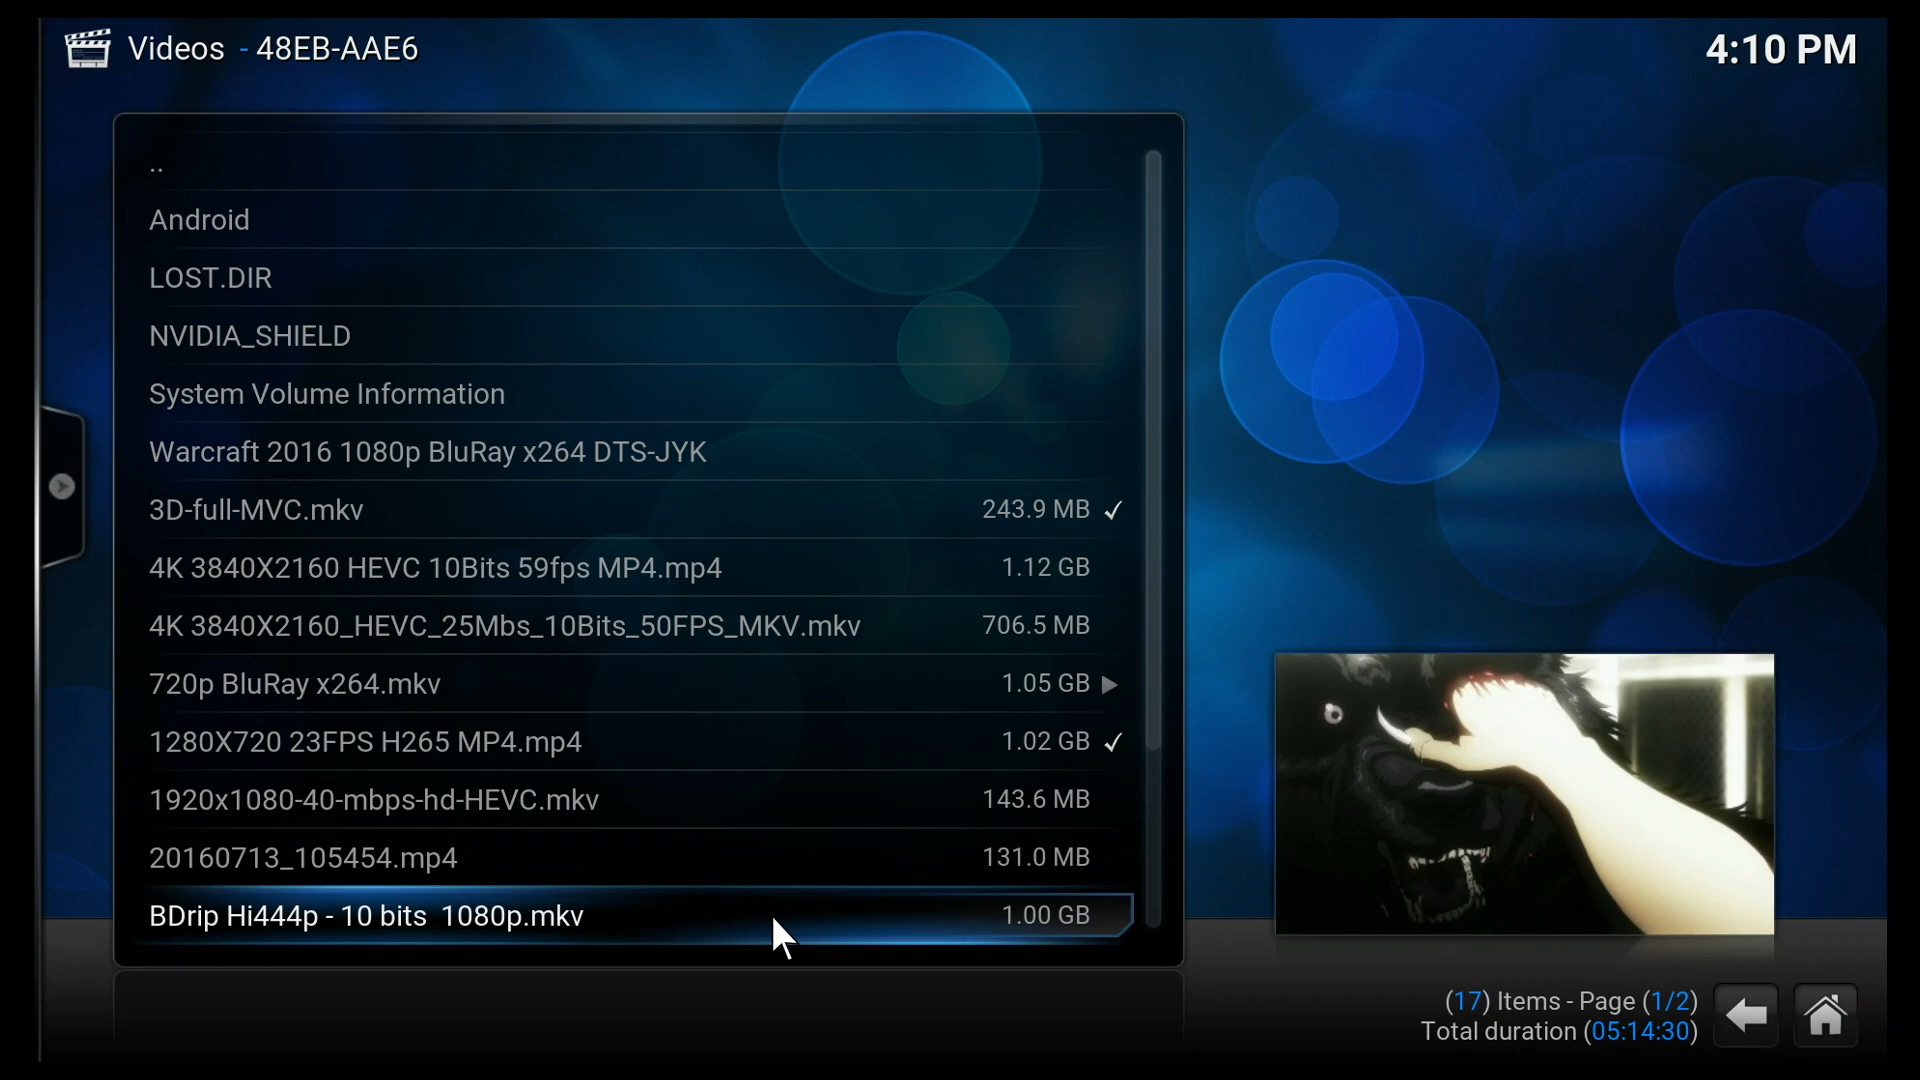 Videos - 48EB-AAE6
4:10 PM
..
Android
LOST.DIR
NVIDIA_SHIELD
System Volume Information
Warcraft 2016 1080p BluRay x264 DTS-JYK
3D-full-MVC.mkv 243.9 MB
4K 3840X2160 HEVC 10Bits 59fps MP4.mp4 1.12 GB
4K 3840X2160_HEVC_25Mbs_10Bits_50FPS_MKV.mkv 706.5 MB
720p BluRay x264.mkv 1.05 GB
1280X720 23FPS H265 MP4.mp4 1.02 GB
1920x1080-40-mbps-hd-HEVC.mkv 143.6 MB
20160713_105454.mp4 131.0 MB
BDrip Hi444p - 10 bits  1080p.mkv 1.00 GB
(17) Items - Page (1/2)
Total duration (05:14:30)